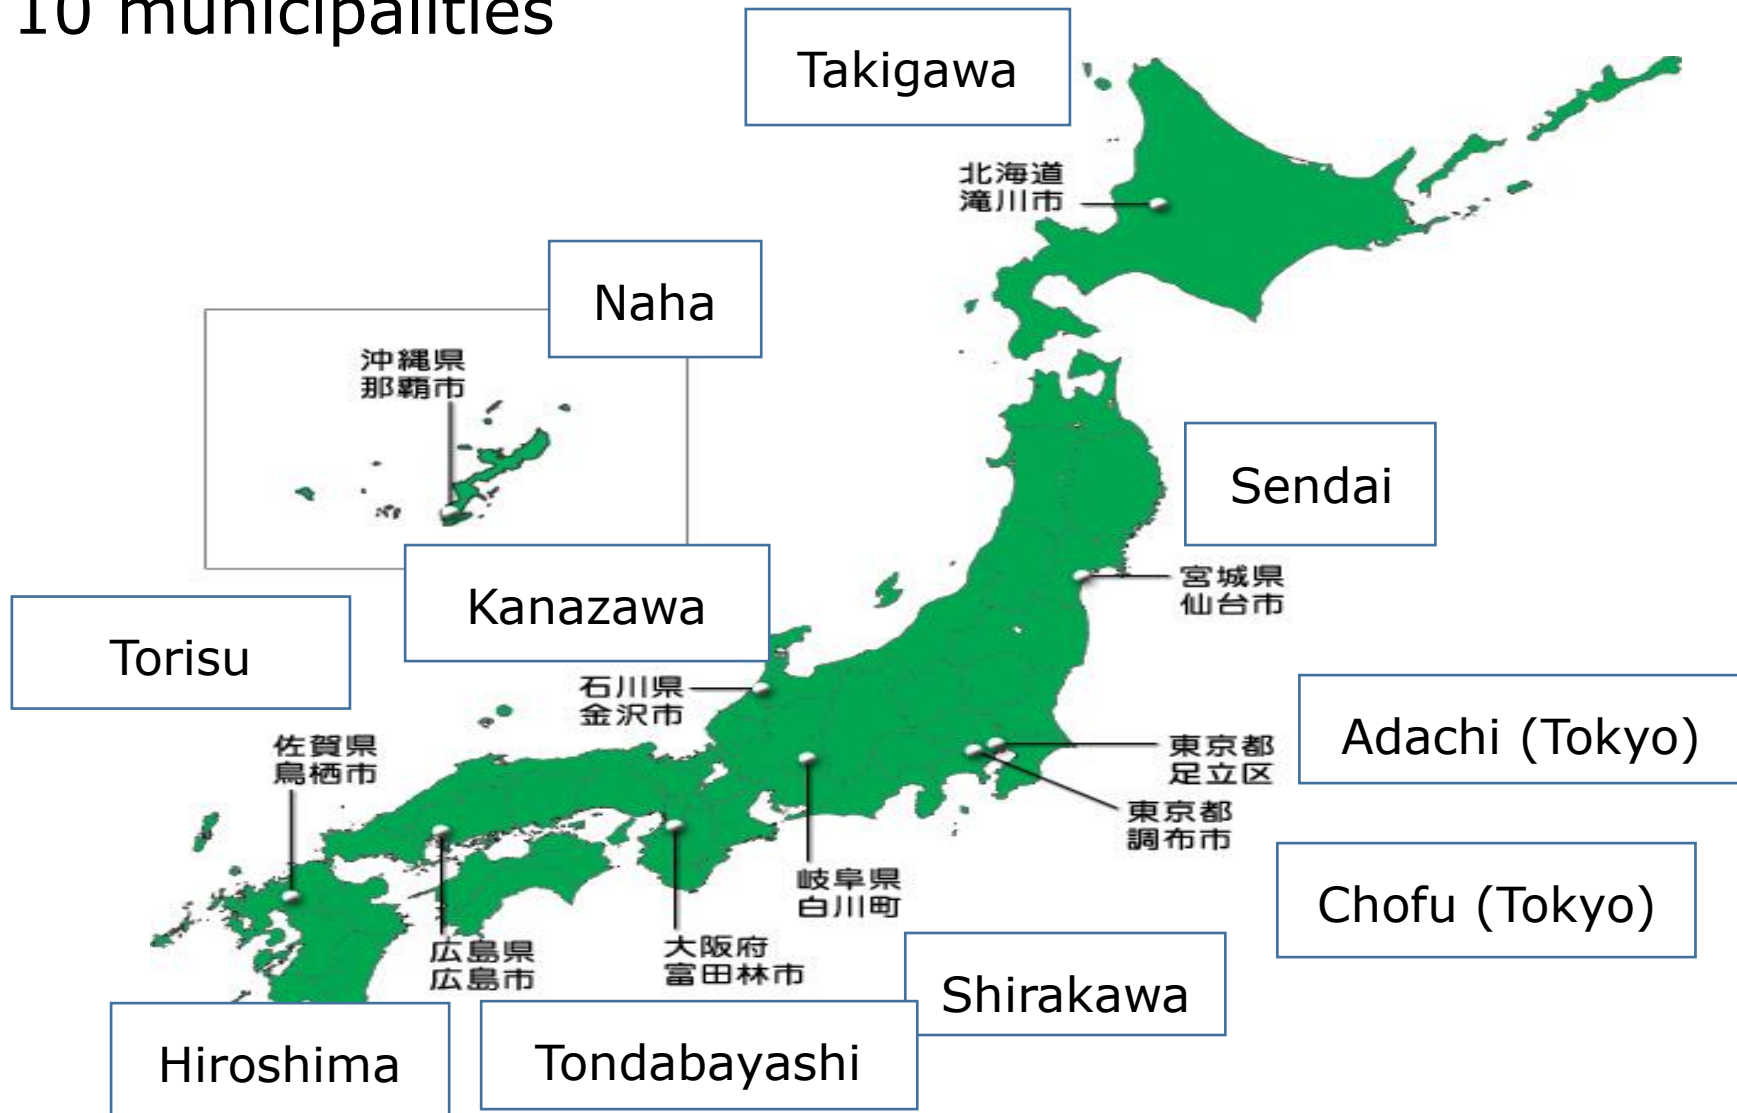 10 municipalities
Takigawa
北海道
滝川市
Naha
沖縄県
那覇市
Sendai
宮城県
仙台市
Kanazawa
石川県
金沢市
Torisu
佐賀県
鳥栖市
Adachi (Tokyo)
東京都
足立区
東京都
調布市
Chofu (Tokyo)
岐阜県
白川町
Shirakawa
広島県
広島市
Hiroshima
大阪府
富田林市
Tondabayashi